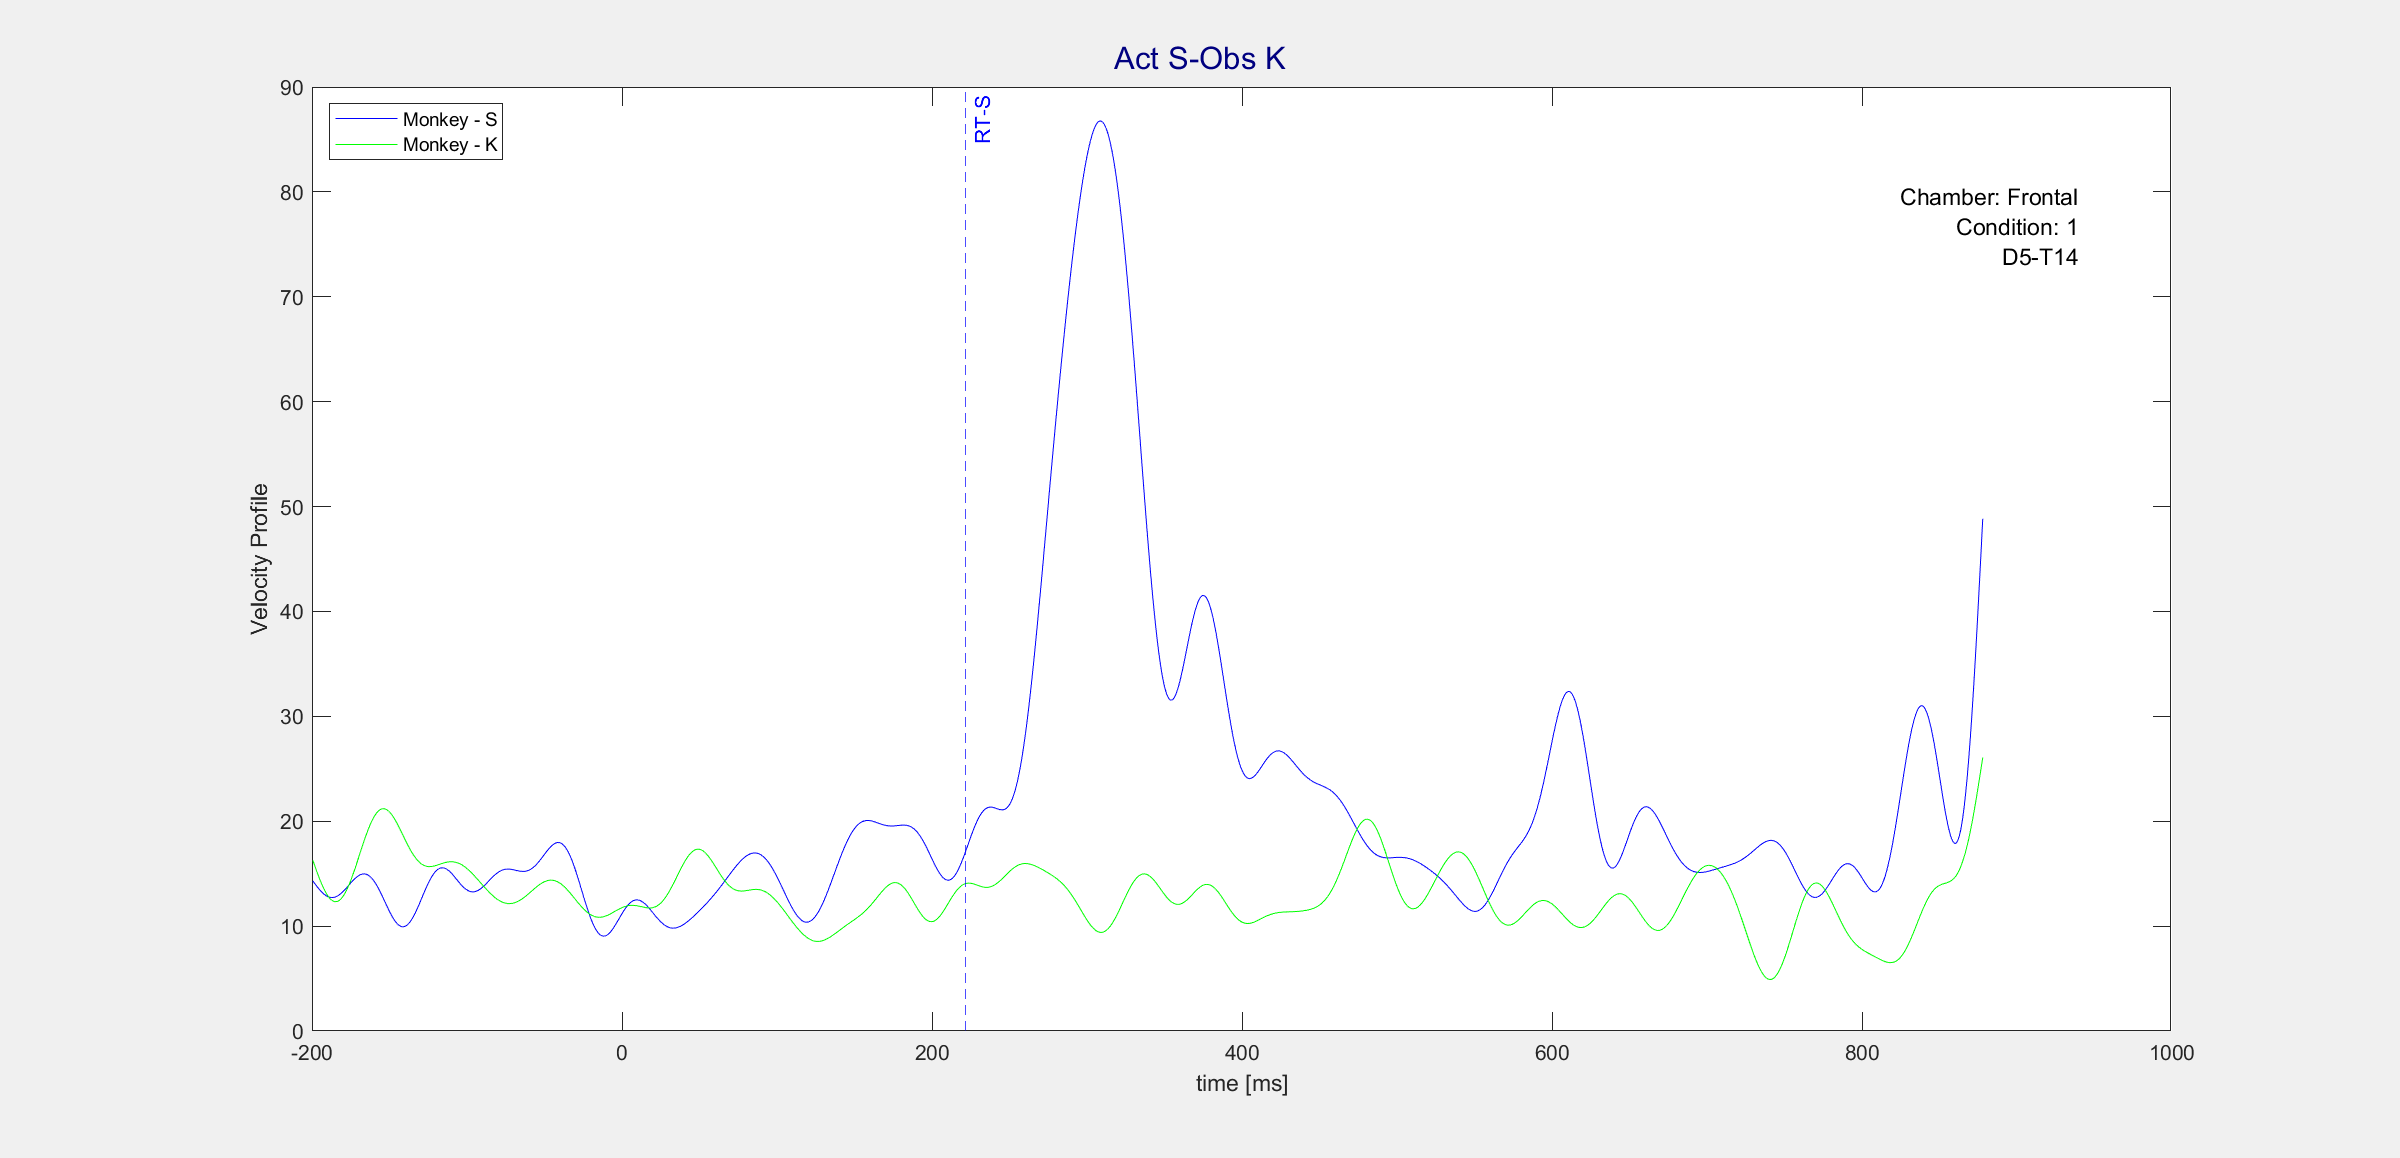 Act S-Obs K
90
80
70
60
50
40
30
20
10
0
Velocity Profile
Monkey - S
Monkey - K
RT-S
Chamber: Frontal
Condition: 1
D5-T14
-200 0 200 400 600 800 1000
time [ms]